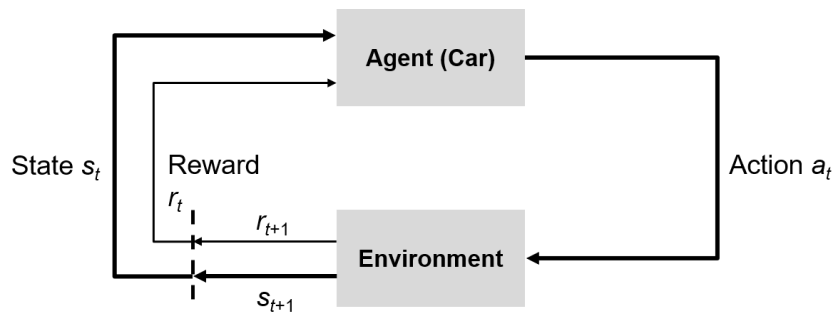 Agent (Car)
State sₜ
Reward
rₜ
Action aₜ
rₜ₊₁
Environment
sₜ₊₁